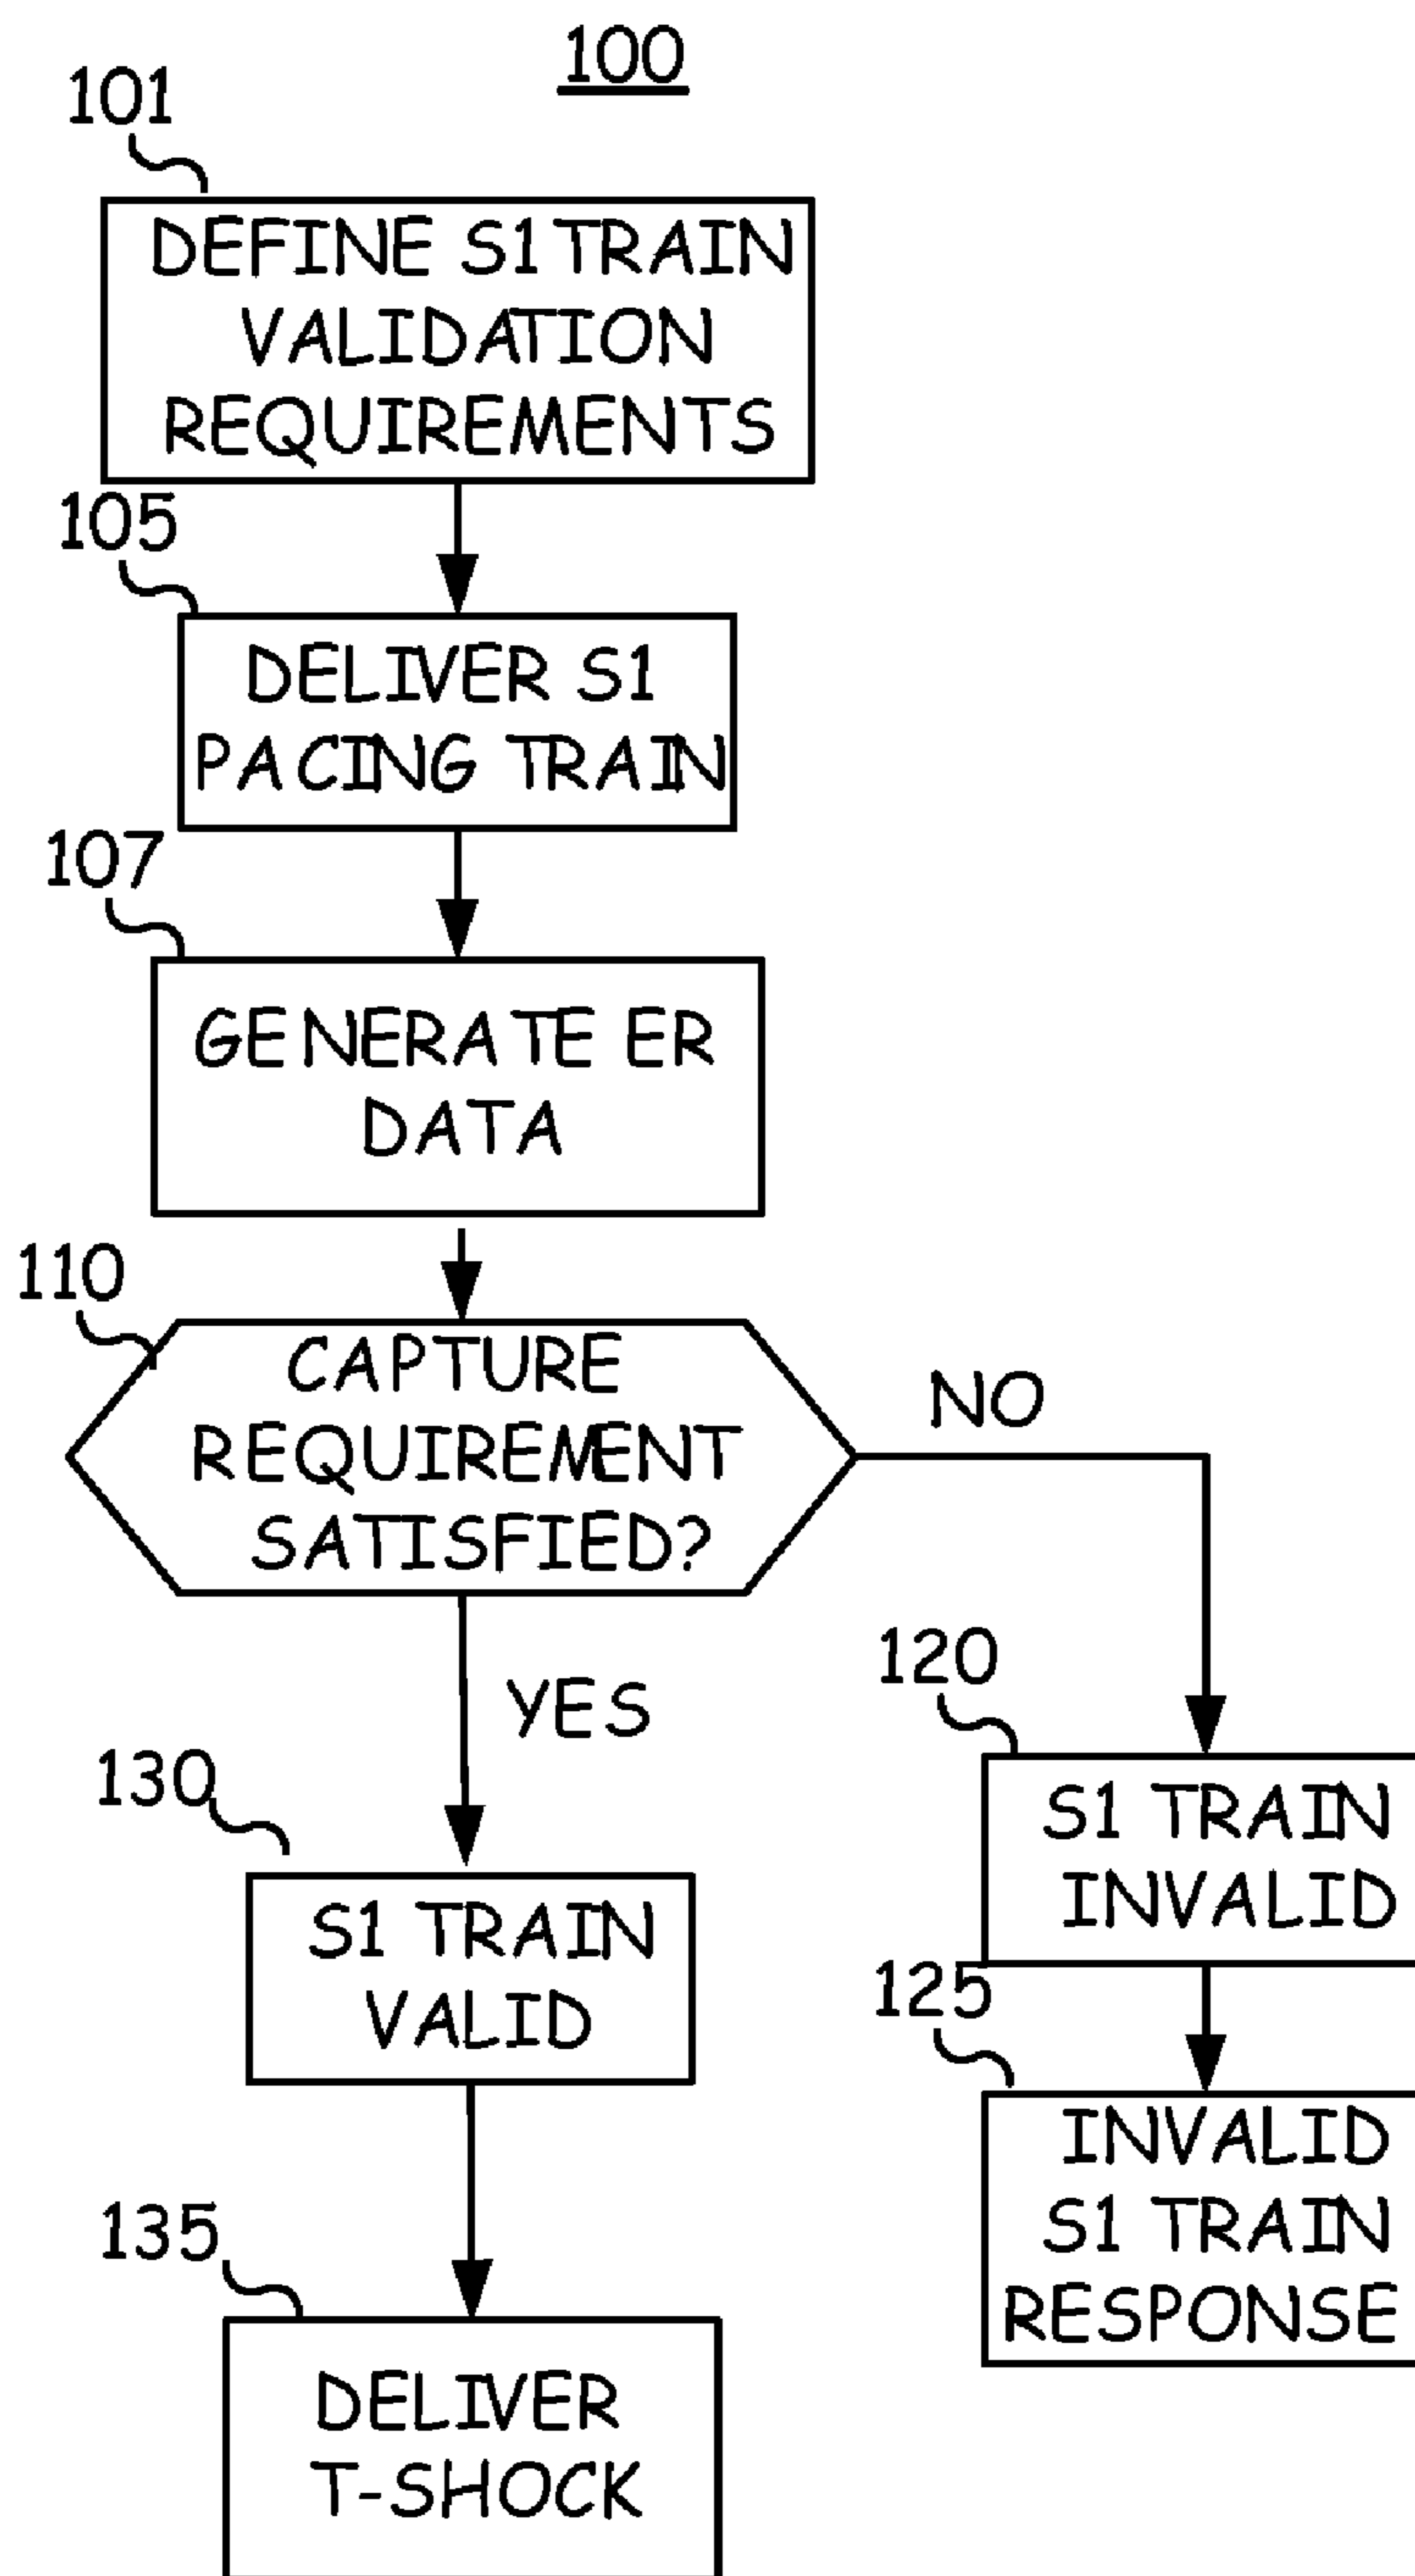 100
101
DEFINE S1 TRAIN
VALIDATION
REQUIREMENTS
105
DELIVER S1
PACING TRAIN
107
GENERATE ER
DATA
110
CAPTURE
REQUIREMENT
SATISFIED?
NO
YES
120
S1 TRAIN
INVALID
125
INVALID
S1 TRAIN
RESPONSE
130
S1 TRAIN
VALID
135
DELIVER
T-SHOCK